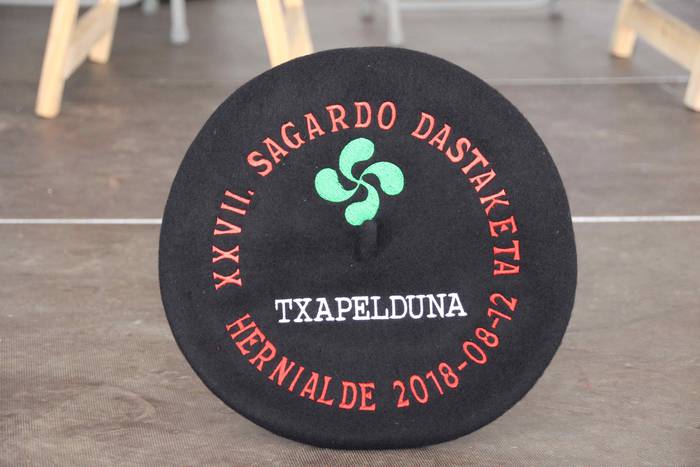 XXVII. SAGARDO DASTAKETA
TXAPELDUNA
HERNIALDE 2018-08-12